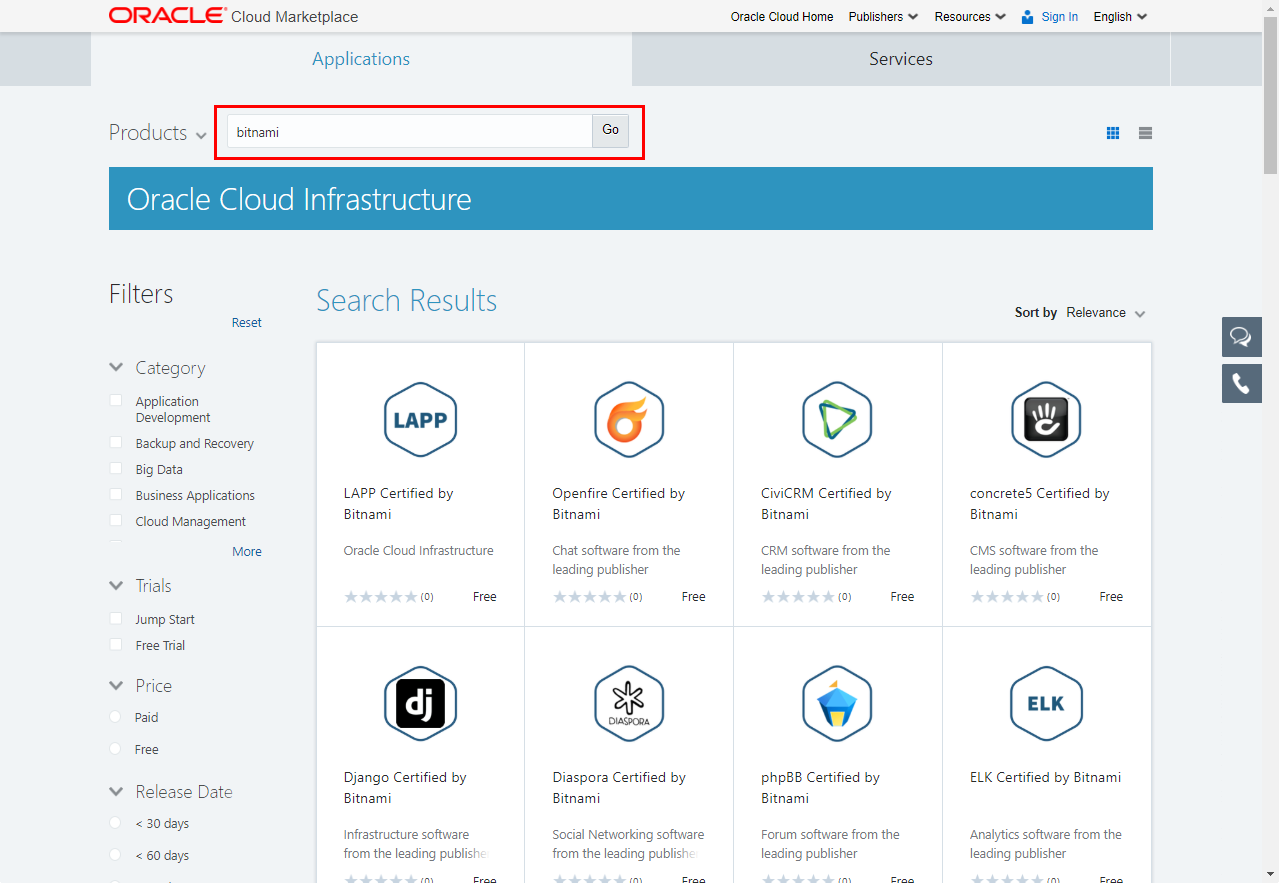 ORACLE Cloud Marketplace
Oracle Cloud Home Publishers Resources Sign In English
Applications Services
Products bitnami Go
Oracle Cloud Infrastructure
Filters
Reset
Category
Application
Development
Backup and Recovery
Big Data
Business Applications
Cloud Management
More
Trials
Jump Start
Free Trial
Price
Paid
Free
Release Date
< 30 days
< 60 days
Search Results
Sort by Relevance
LAPP
LAPP Certified by
Bitnami
Oracle Cloud Infrastructure
(0) Free
Openfire Certified by
Bitnami
Chat software from the
leading publisher
(0) Free
CiviCRM Certified by
Bitnami
CRM software from the
leading publisher
(0) Free
concrete5 Certified by
Bitnami
CMS software from the
leading publisher
(0) Free
dj
Django Certified by
Bitnami
Infrastructure software
from the leading publishe
(0) Free
DIASPORA
Diaspora Certified by
Bitnami
Social Networking software
from the leading publishe
(0) Free
phpBB Certified by
Bitnami
Forum software from the
leading publisher
(0) Free
ELK
ELK Certified by Bitnami
Analytics software from the
leading publisher
(0) Free